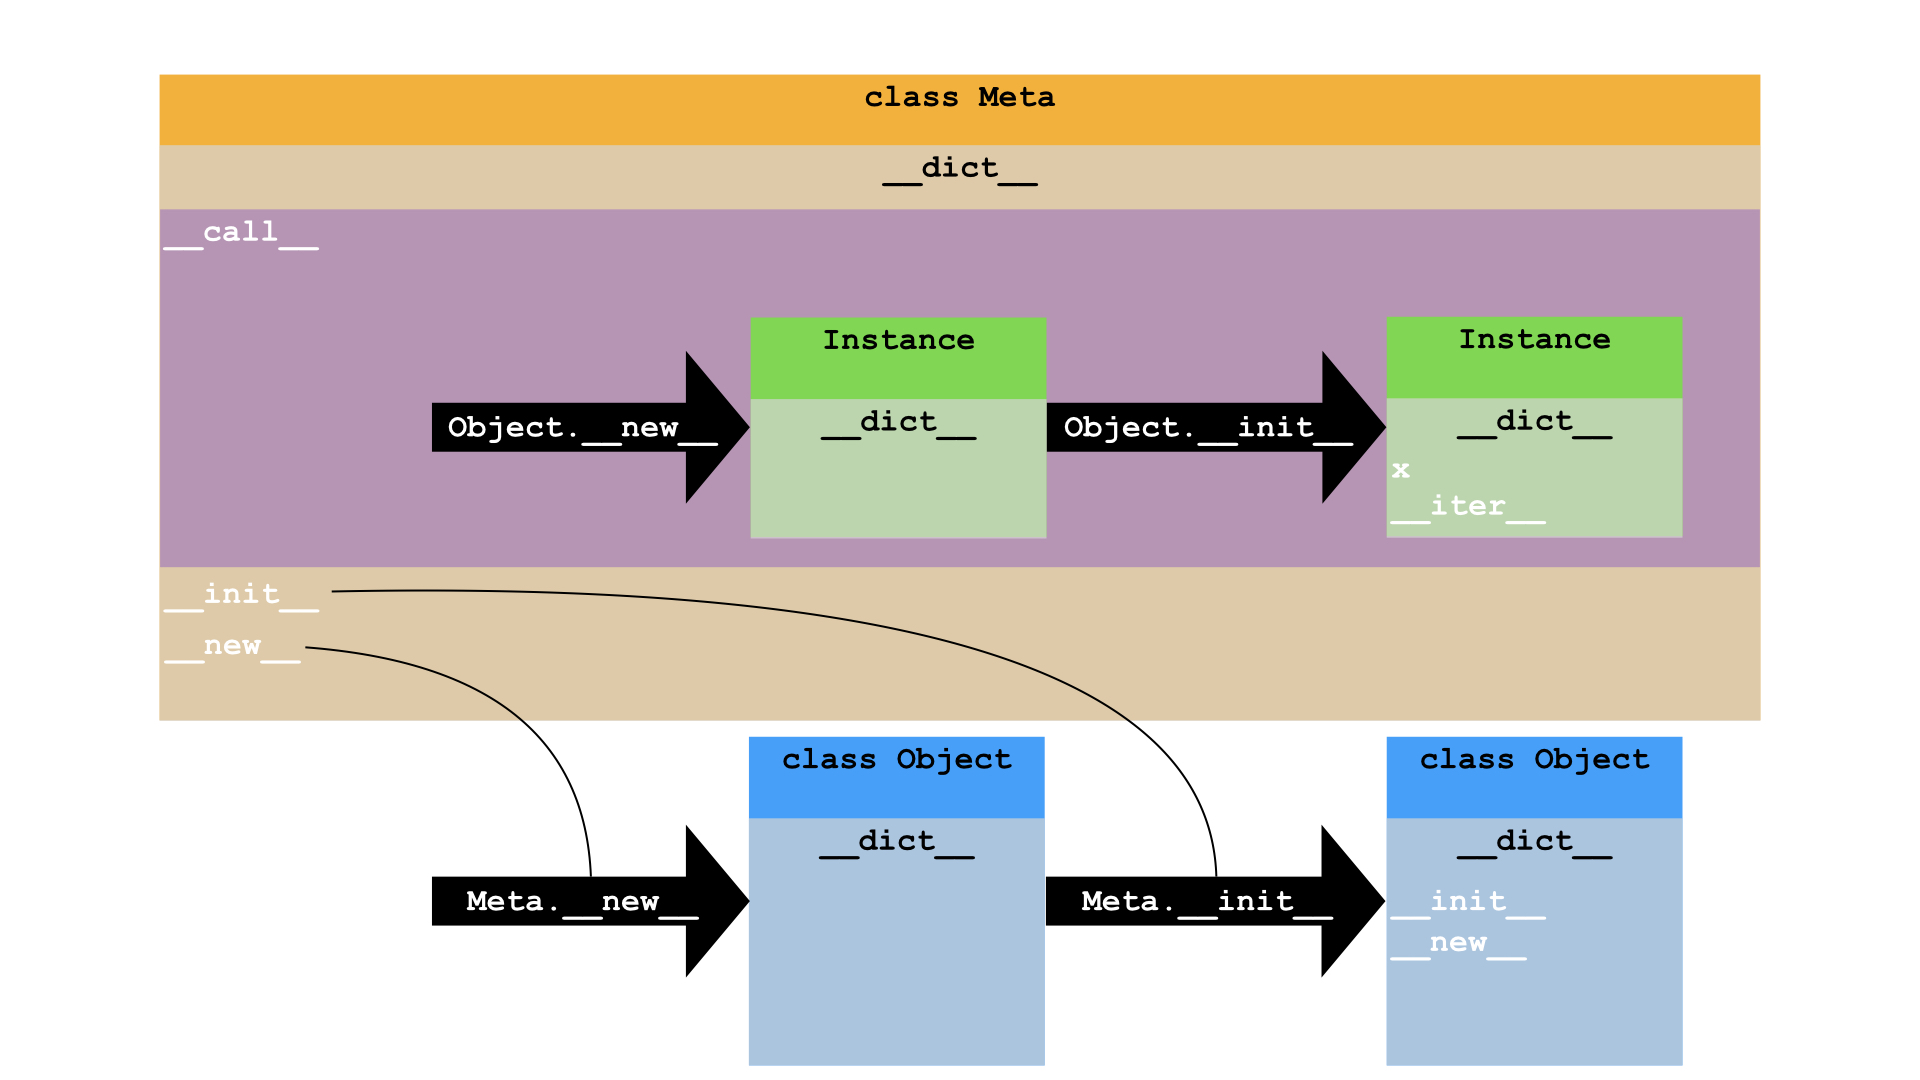 class Meta
__dict__
__call__
Instance
Instance
__dict__
__dict__
Object.__new__
Object.__init__
x
__iter__
__init__
__new__
class Object
class Object
__dict__
__dict__
Meta.__new__
Meta.__init__
__init__
__new__